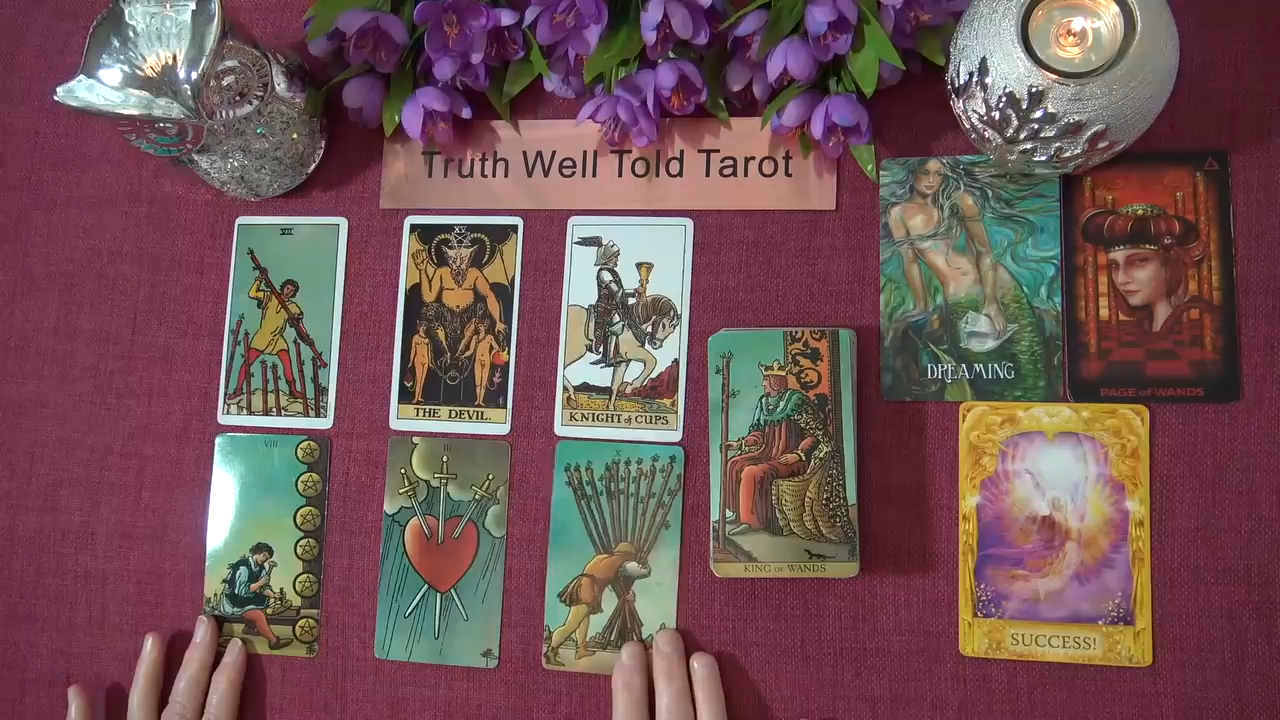 Truth Well Told Tarot
VII
XV
THE DEVIL.
KNIGHT of CUPS
DREAMING
PAGE of WANDS
VIII
III
X
KING of WANDS
SUCCESS!